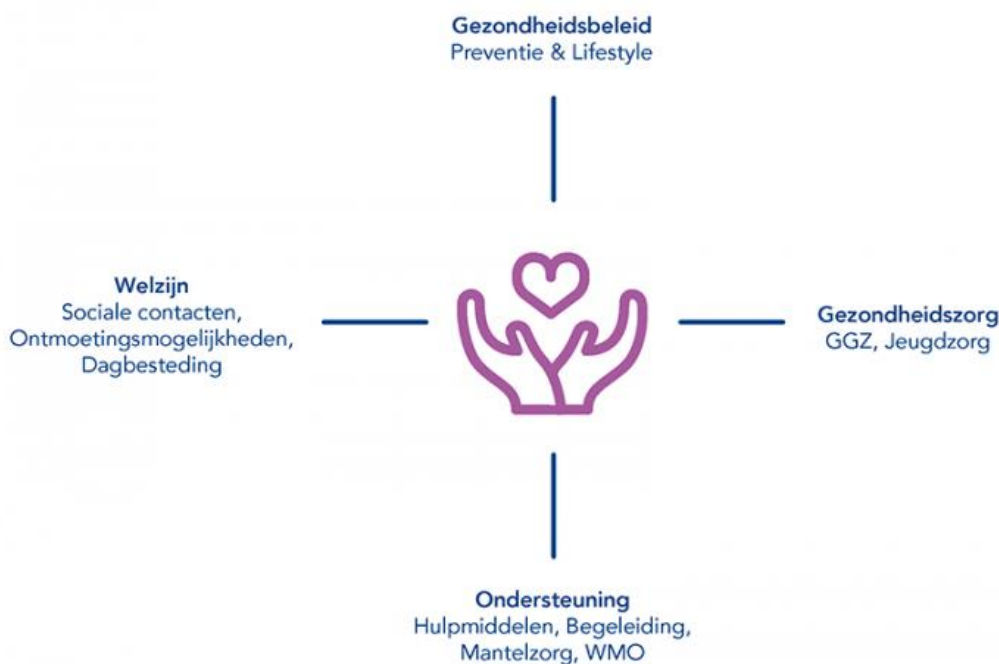 Gezondheidsbeleid
Preventie & Lifestyle
Welzijn
Sociale contacten,
Ontmoetingsmogelijkheden,
Dagbesteding
Gezondheidszorg
GGZ, Jeugdzorg
Ondersteuning
Hulpmiddelen, Begeleiding,
Mantelzorg, WMO